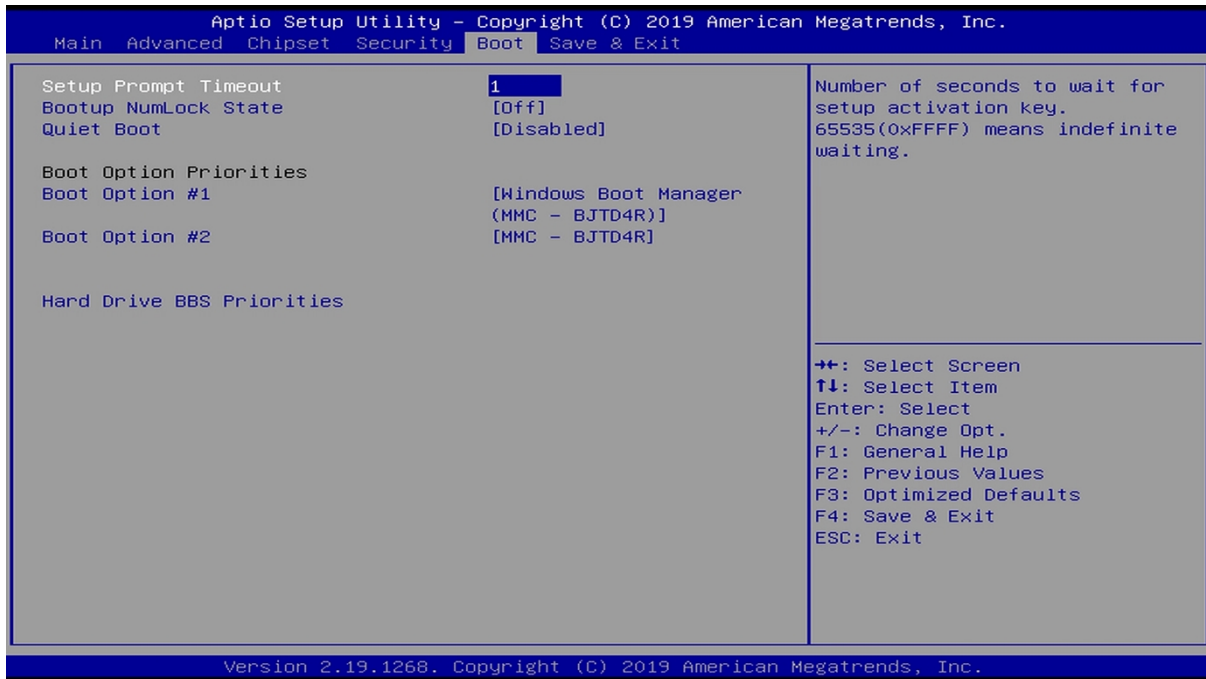 Aptio Setup Utility – Copyright (C) 2019 American Megatrends, Inc.
Main Advanced Chipset Security Boot Save & Exit
Setup Prompt Timeout 1
Bootup NumLock State [Off]
Quiet Boot [Disabled]
Boot Option Priorities
Boot Option #1 [Windows Boot Manager
(MMC – BJTD4R)]
Boot Option #2 [MMC – BJTD4R]
Hard Drive BBS Priorities
Number of seconds to wait for
setup activation key.
65535(0xFFFF) means indefinite
waiting.
→←: Select Screen
↑↓: Select Item
Enter: Select
+/-: Change Opt.
F1: General Help
F2: Previous Values
F3: Optimized Defaults
F4: Save & Exit
ESC: Exit
Version 2.19.1268. Copyright (C) 2019 American Megatrends, Inc.